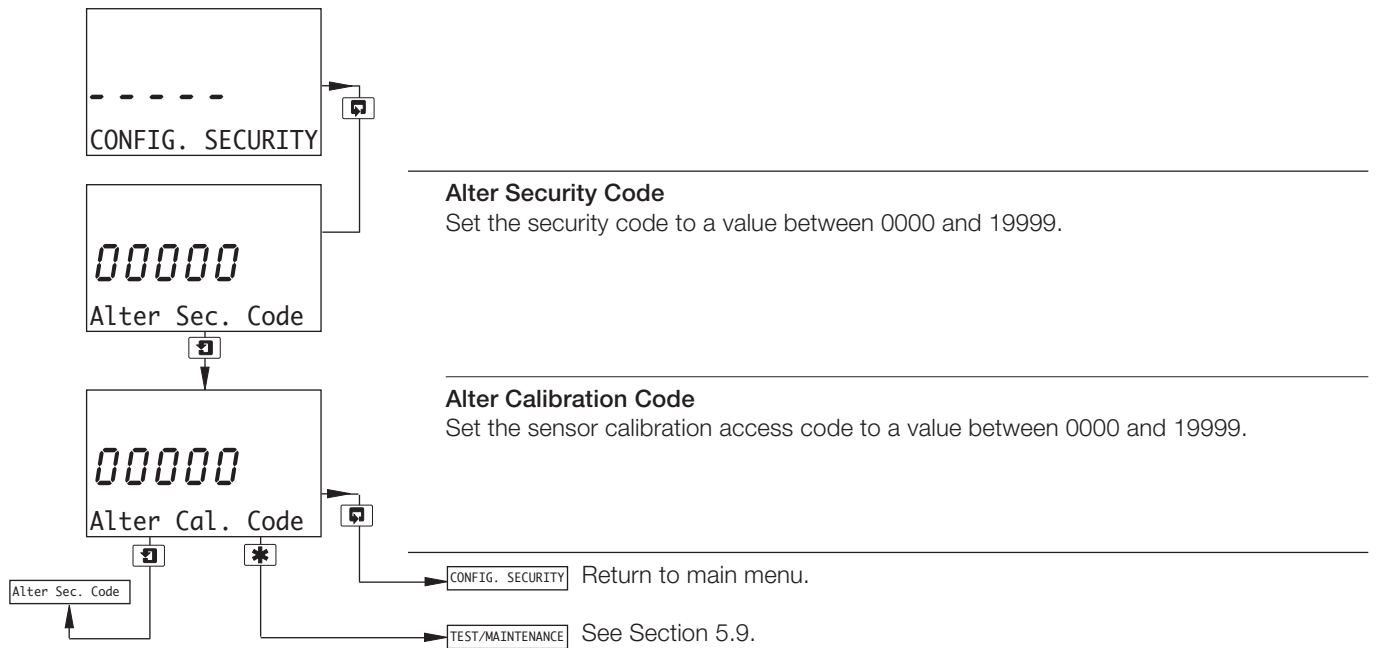 - - - - -
CONFIG. SECURITY
Alter Security Code
Set the security code to a value between 0000 and 19999.
00000
Alter Sec. Code
Alter Calibration Code
Set the sensor calibration access code to a value between 0000 and 19999.
00000
Alter Cal. Code
Alter Sec. Code
CONFIG. SECURITY Return to main menu.
TEST/MAINTENANCE See Section 5.9.